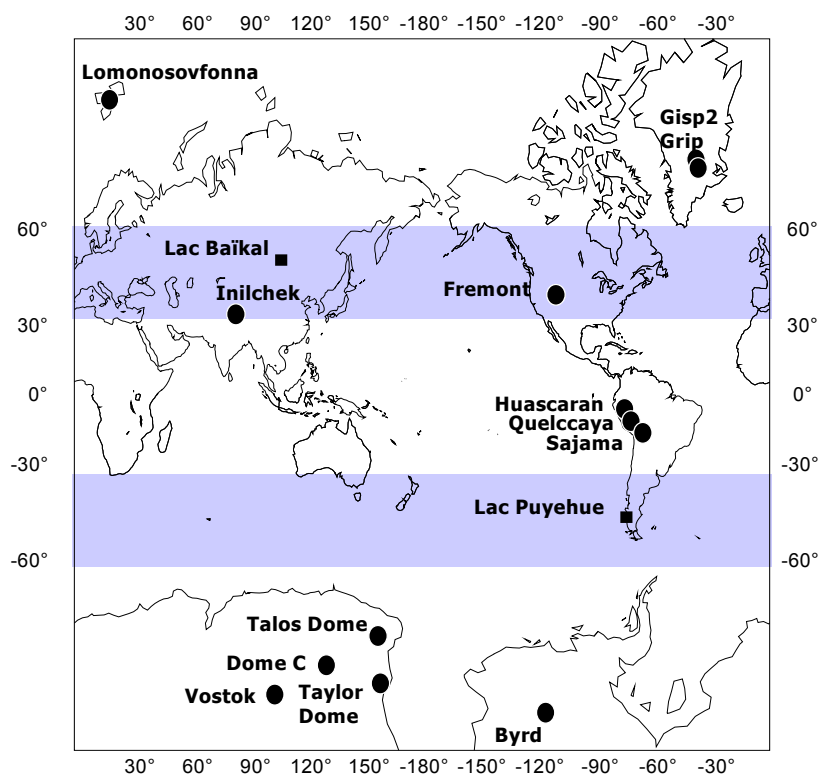 30° 60° 90° 120° 150° -180° -150° -120° -90° -60° -30°
Lomonosovfonna
Gisp2
Grip
60° 60°
Lac Baïkal
Inilchek
Fremont
30° 30°
0° 0°
Huascaran
Quelccaya
Sajama
-30° -30°
Lac Puyehue
-60° -60°
Talos Dome
Dome C
Vostok
Taylor
Dome
Byrd
30° 60° 90° 120° 150° -180° -150° -120° -90° -60° -30°